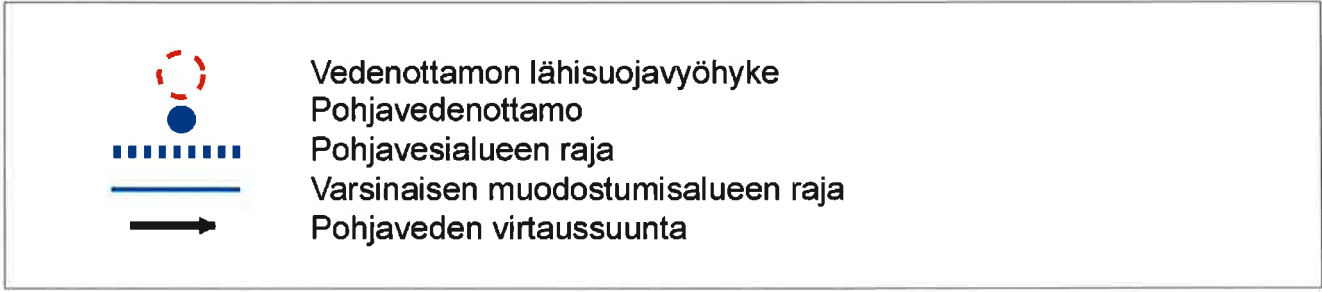 Vedenottamon lähisuojavyöhyke
Pohjavedenottamo
Pohjavesialueen raja
Varsinaisen muodostumisalueen raja
Pohjaveden virtaussuunta